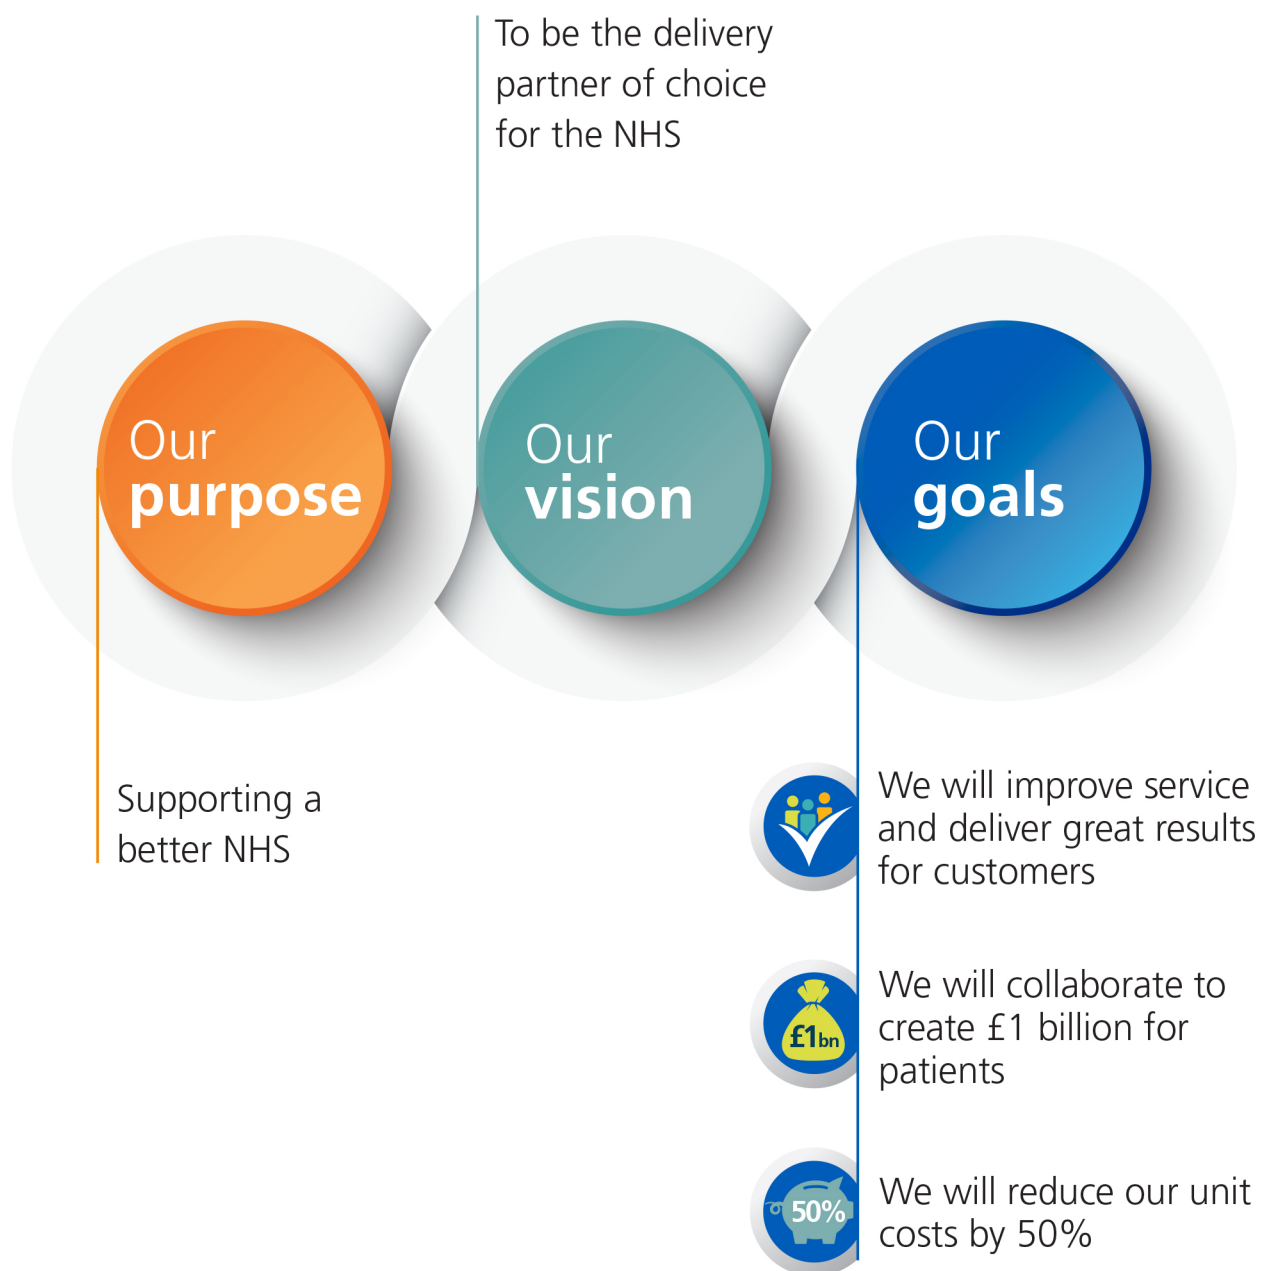 To be the delivery
partner of choice
for the NHS
Our
purpose
Our
vision
Our
goals
Supporting a
better NHS
We will improve service
and deliver great results
for customers
£1bn
We will collaborate to
create £1 billion for
patients
50%
We will reduce our unit
costs by 50%